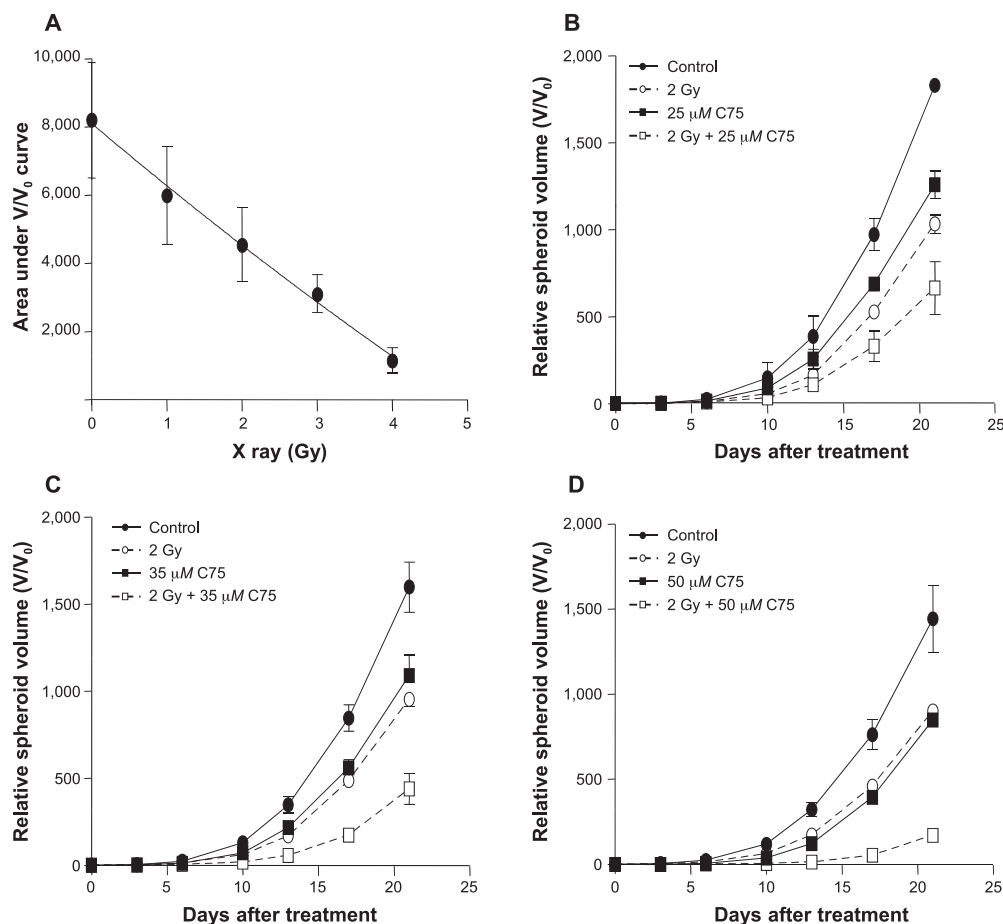 A
10,000
8,000
6,000
4,000
2,000
0
1
2
3
4
5
Area under V/V₀ curve
X ray (Gy)
B
2,000
1,500
1,000
500
0
0
5
10
15
20
25
Control
2 Gy
25 μM C75
2 Gy + 25 μM C75
Relative spheroid volume (V/V₀)
Days after treatment
C
2,000
1,500
1,000
500
0
0
5
10
15
20
25
Control
2 Gy
35 μM C75
2 Gy + 35 μM C75
Relative spheroid volume (V/V₀)
Days after treatment
D
2,000
1,500
1,000
500
0
0
5
10
15
20
25
Control
2 Gy
50 μM C75
2 Gy + 50 μM C75
Relative spheroid volume (V/V₀)
Days after treatment